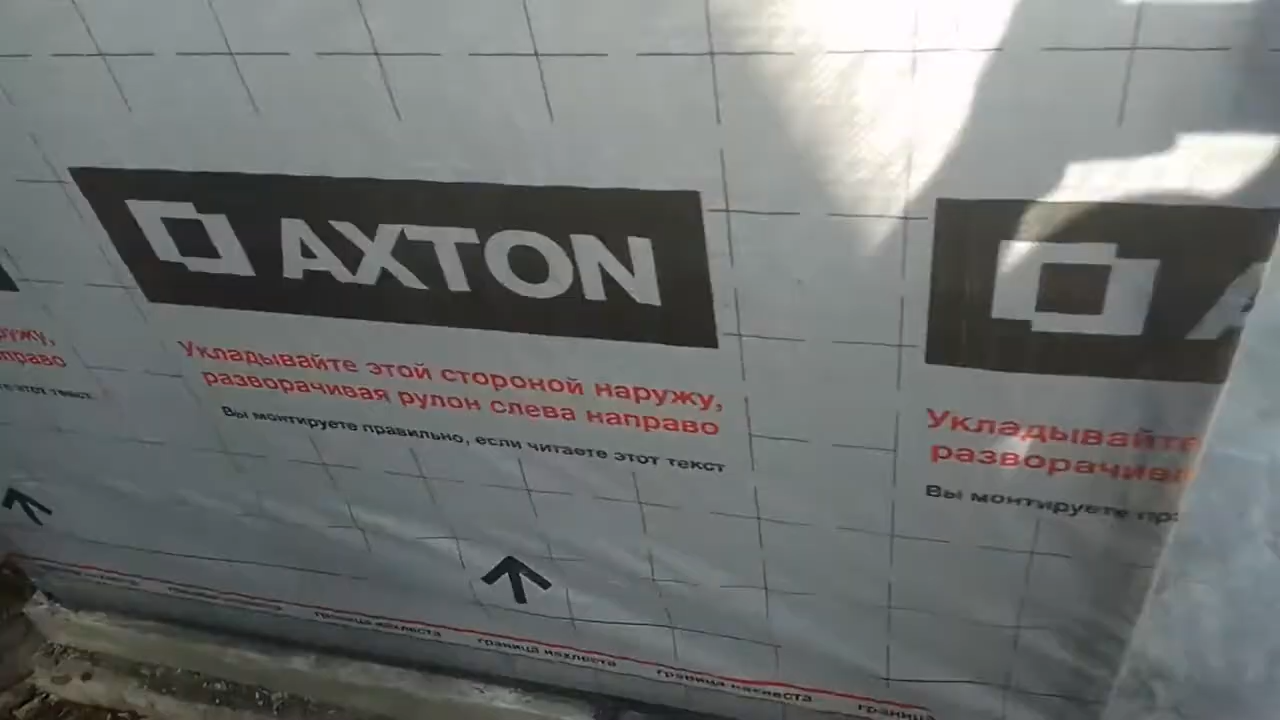 AXTON
Укладывайте этой стороной наружу,
разворачивая рулон слева направо
Вы монтируете правильно, если читаете этот текст
Укладывайте
Вы монтируете
граница нахлеста
граница нахлеста
граница нахлеста
граница